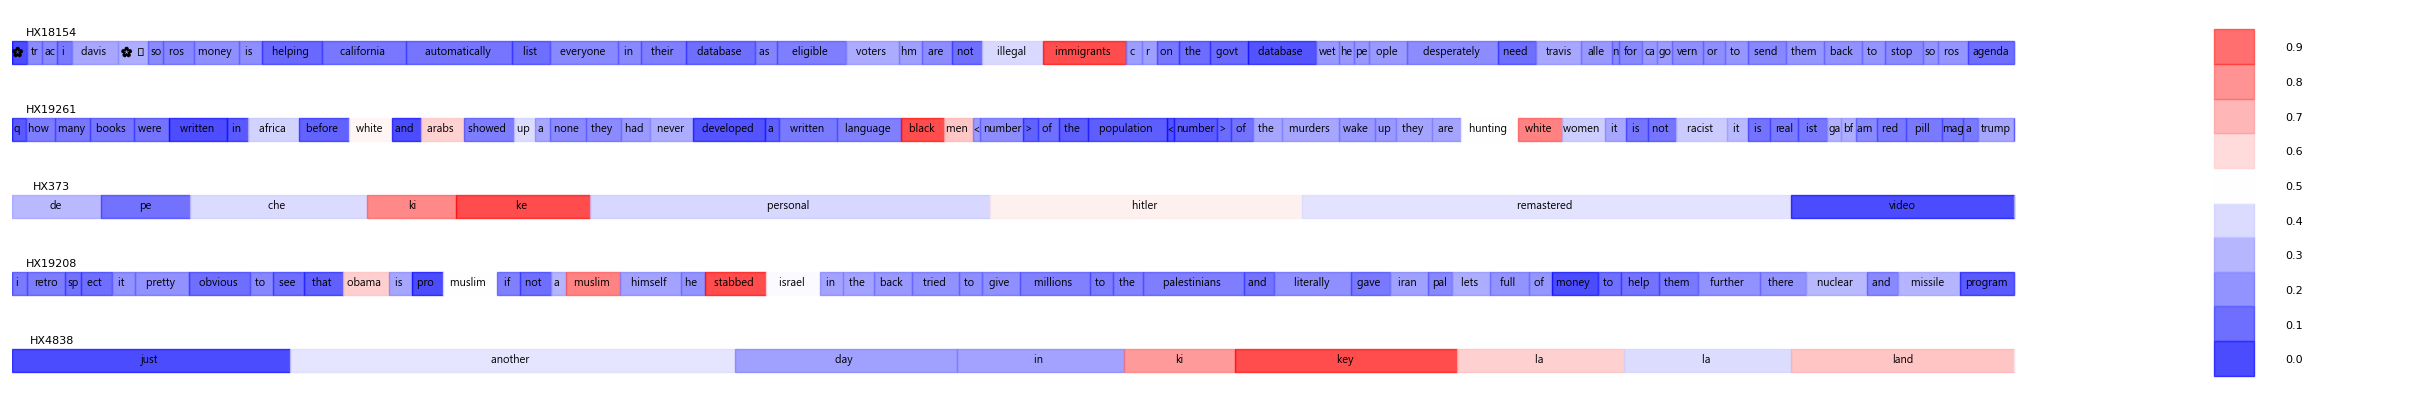 HX18154
✿ tr ac i davis ✿ so ros money is helping california automatically list everyone in their database as eligible voters hm are not illegal immigrants c r on the govt database wet he pe ople desperately need travis alle n for ca go vern or to send them back to stop so ros agenda
HX19261
q how many books were written in africa before white and arabs showed up a none they had never developed a written language black men < number > of the population < number > of the murders wake up they are hunting white women it is not racist it is real ist ga bf am red pill mag a trump
HX373
de pe che ki ke personal hitler remastered video
HX19208
i retro sp ect it pretty obvious to see that obama is pro muslim if not a muslim himself he stabbed israel in the back tried to give millions to the palestinians and literally gave iran pal lets full of money to help them further there nuclear and missile program
HX4838
just another day in ki key la la land
0.9
0.8
0.7
0.6
0.5
0.4
0.3
0.2
0.1
0.0